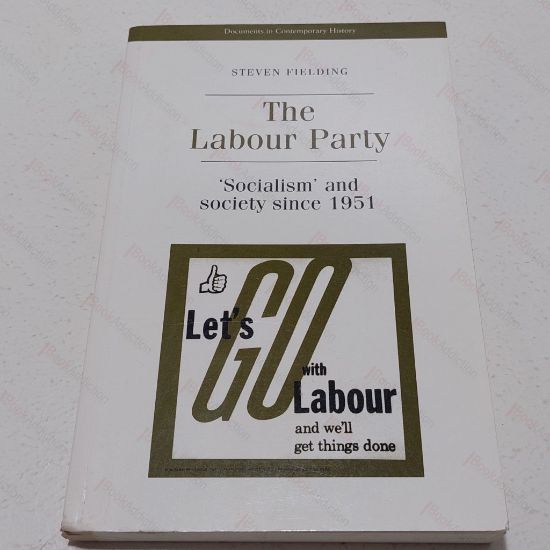 Documents in Contemporary History
STEVEN FIELDING
The
Labour Party
'Socialism' and
society since 1951
Let's
GO
with
Labour
and we'll
get things done
BookAddiction